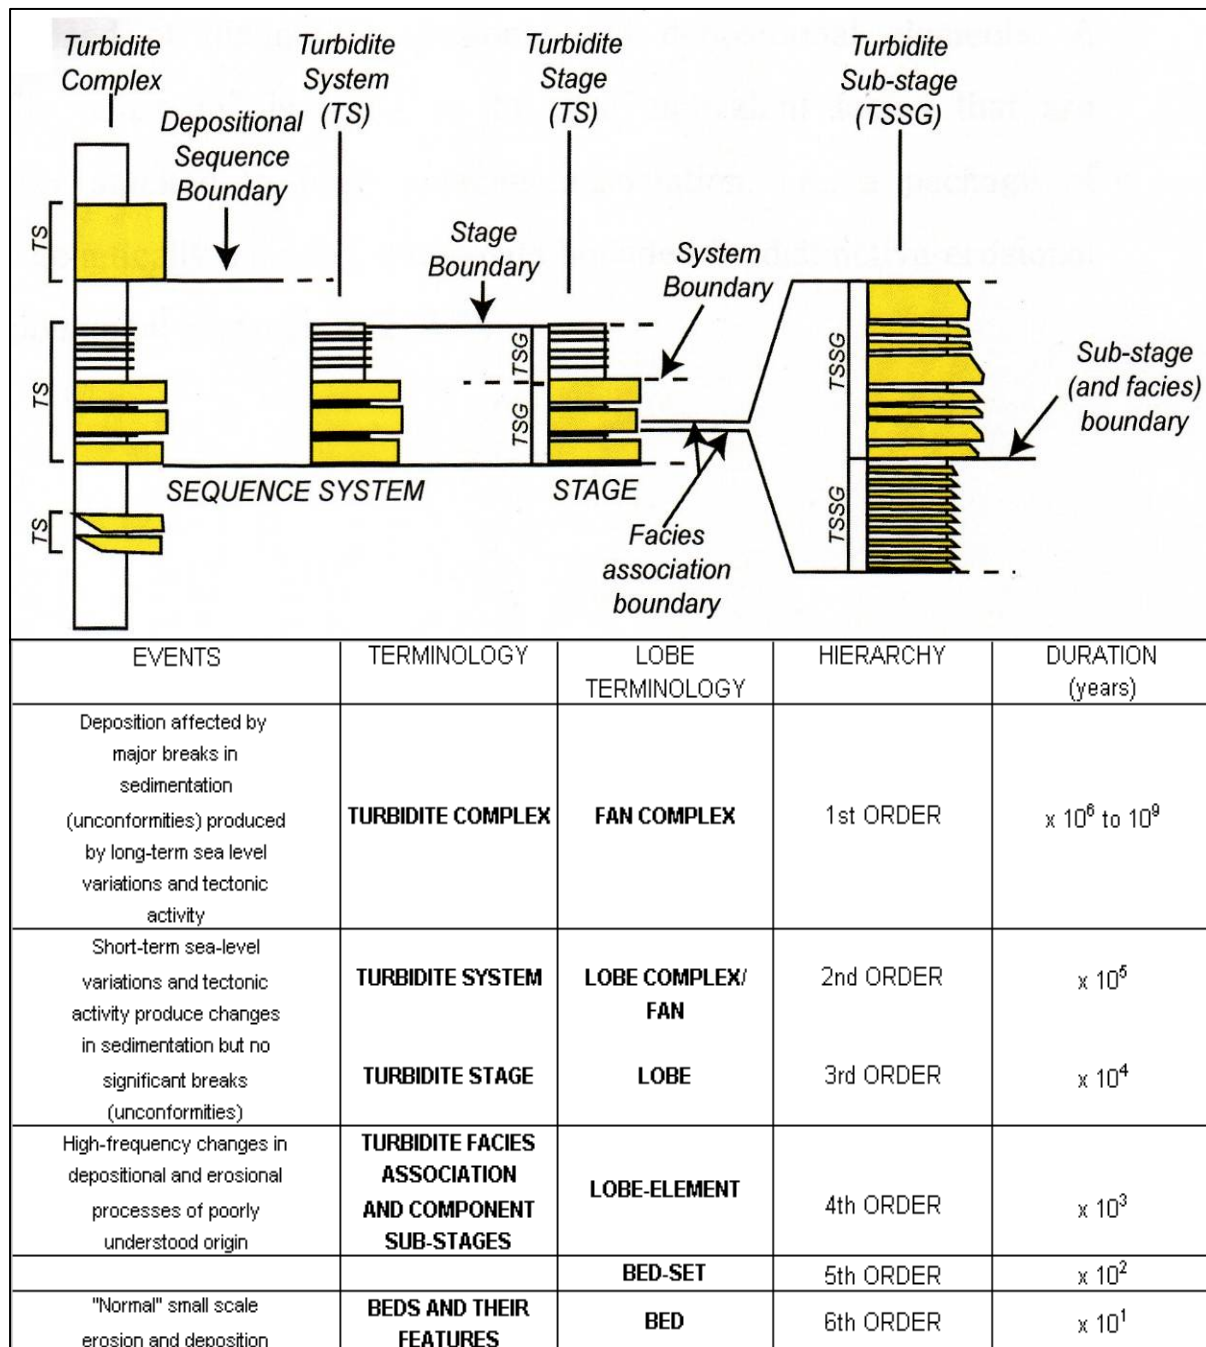 Turbidite
Complex
Turbidite
System
(TS)
Turbidite
Stage
(TS)
Turbidite
Sub-stage
(TSSG)
Depositional
Sequence
Boundary
Stage
Boundary
System
Boundary
Sub-stage
(and facies)
boundary
TS
TS
TS
TSG
TSG
TSSG
TSSG
SEQUENCE SYSTEM
STAGE
Facies
association
boundary
EVENTS
TERMINOLOGY
LOBE
TERMINOLOGY
HIERARCHY
DURATION
(years)
Deposition affected by
major breaks in
sedimentation
(unconformities) produced
by long-term sea level
variations and tectonic
activity
TURBIDITE COMPLEX
FAN COMPLEX
1st ORDER
x 10⁶ to 10⁹
Short-term sea-level
variations and tectonic
activity produce changes
in sedimentation but no
significant breaks
(unconformities)
TURBIDITE SYSTEM
LOBE COMPLEX/
FAN
2nd ORDER
x 10⁵
TURBIDITE STAGE
LOBE
3rd ORDER
x 10⁴
High-frequency changes in
depositional and erosional
processes of poorly
understood origin
TURBIDITE FACIES
ASSOCIATION
AND COMPONENT
SUB-STAGES
LOBE-ELEMENT
4th ORDER
x 10³
BED-SET
5th ORDER
x 10²
"Normal" small scale
erosion and deposition
BEDS AND THEIR
FEATURES
BED
6th ORDER
x 10¹